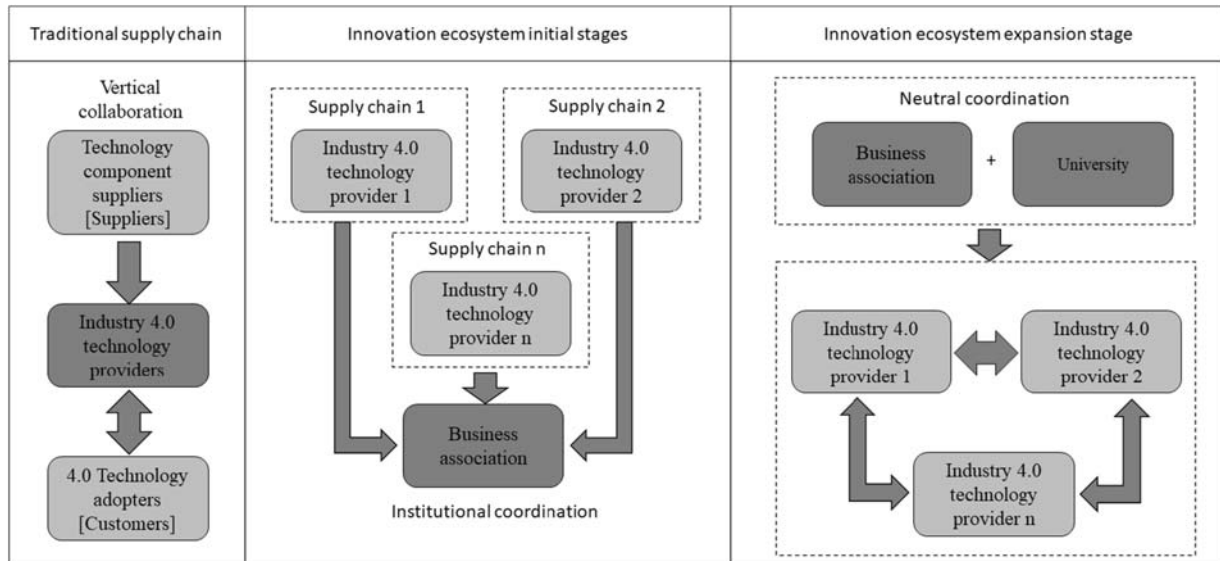 Traditional supply chain
Innovation ecosystem initial stages
Innovation ecosystem expansion stage
Vertical
collaboration
Technology
component
suppliers
[Suppliers]
Industry 4.0
technology
providers
4.0 Technology
adopters
[Customers]
Supply chain 1
Industry 4.0
technology
provider 1
Supply chain 2
Industry 4.0
technology
provider 2
Supply chain n
Industry 4.0
technology
provider n
Business
association
Institutional coordination
Neutral coordination
Business
association
+
University
Industry 4.0
technology
provider 1
Industry 4.0
technology
provider 2
Industry 4.0
technology
provider n